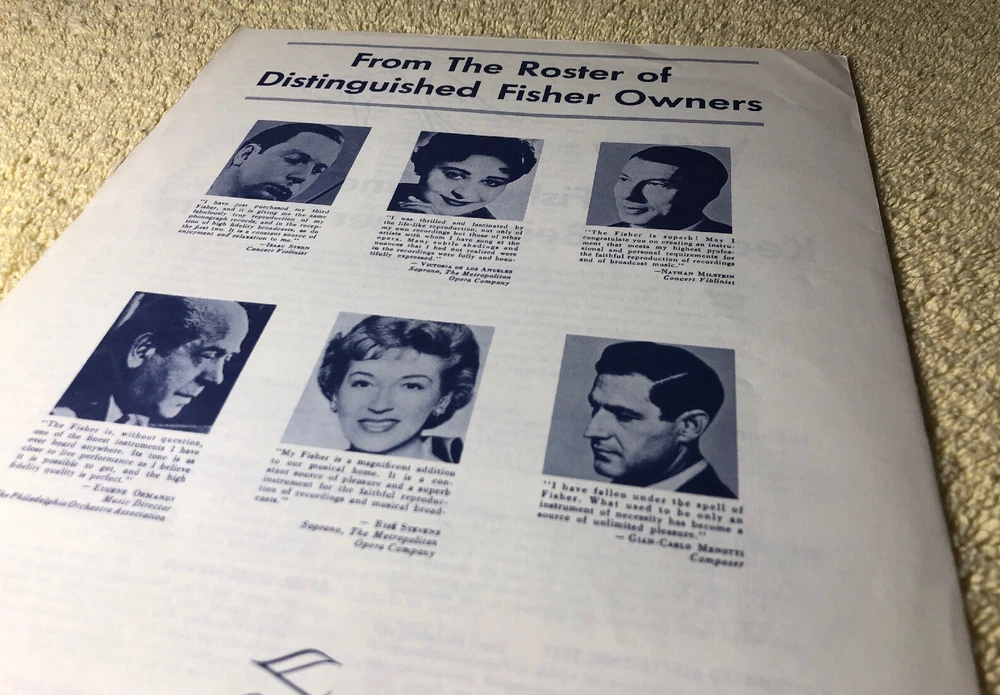 From The Roster of
Distinguished Fisher Owners
"I have just purchased my third
Fisher, and it is giving me the same
fabulously true reproduction of my
phonograph records, and in the recep-
tion of high fidelity broadcasts, as do
the first two. It is a constant source of
enjoyment and relaxation to me."
—Isaac Stern
Concert Violinist
"I was thrilled and fascinated by
the life-like reproduction, not only of
my own recordings but those of other
artists with whom I have sung at the
opera. Many subtle shadings and
nuances that I had not realised were
in the recordings were fully and beau-
tifully expressed."
— Victoria de los Angeles
Soprano, The Metropolitan
Opera Company
"The Fisher is superb! May I
congratulate you on creating an instru-
ment that meets my highest profes-
sional and personal requirements for
the faithful reproduction of recordings
and of broadcast music."
—Nathan Milstein
Concert Violinist
"The Fisher is, without question,
one of the finest instruments I have
ever heard anywhere. Its tone is as
close to live performance as I believe
it is possible to get, and the high
fidelity quality is perfect."
— Eugene Ormandy
Music Director
The Philadelphia Orchestra Association
"My Fisher is a magnificent addition
to our musical home. It is a con-
stant source of pleasure and a superb
instrument for the faithful reproduc-
tion of recordings and musical broad-
casts."
— Risë Stevens
Soprano, The Metropolitan
Opera Company
"I have fallen under the spell of
Fisher. What used to be only an
instrument of necessity has become a
source of unlimited pleasure."
— Gian-Carlo Menotti
Composer